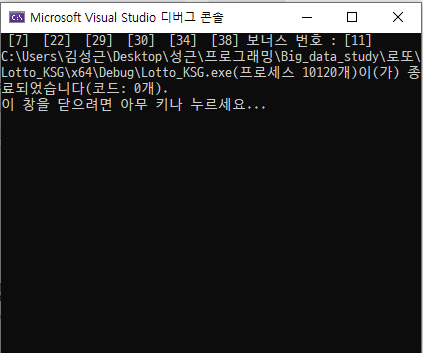 Microsoft Visual Studio 디버그 콘솔
[7] [22] [29] [30] [34] [38] 보너스 번호 : [11]
C:\Users\김성근\Desktop\성근\프로그래밍\Big_data_study\로또\
Lotto_KSG\x64\Debug\Lotto_KSG.exe(프로세스 10120개)이(가) 종
료되었습니다(코드: 0개).
이 창을 닫으려면 아무 키나 누르세요...